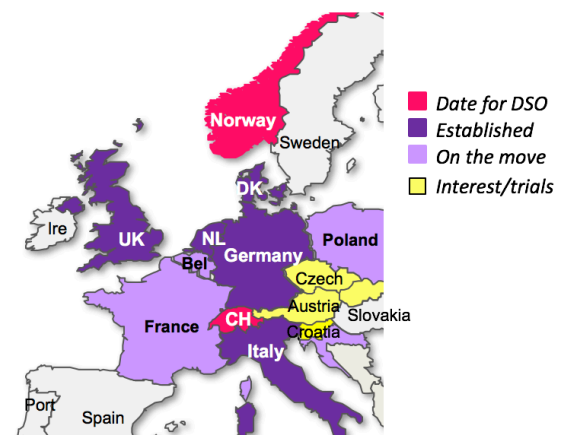 Norway
Sweden
DK
Ire
UK
NL
Germany
Bel
Poland
Czech
Austria
Slovakia
CH
Croatia
France
Italy
Port
Spain
Date for DSO
Established
On the move
Interest/trials